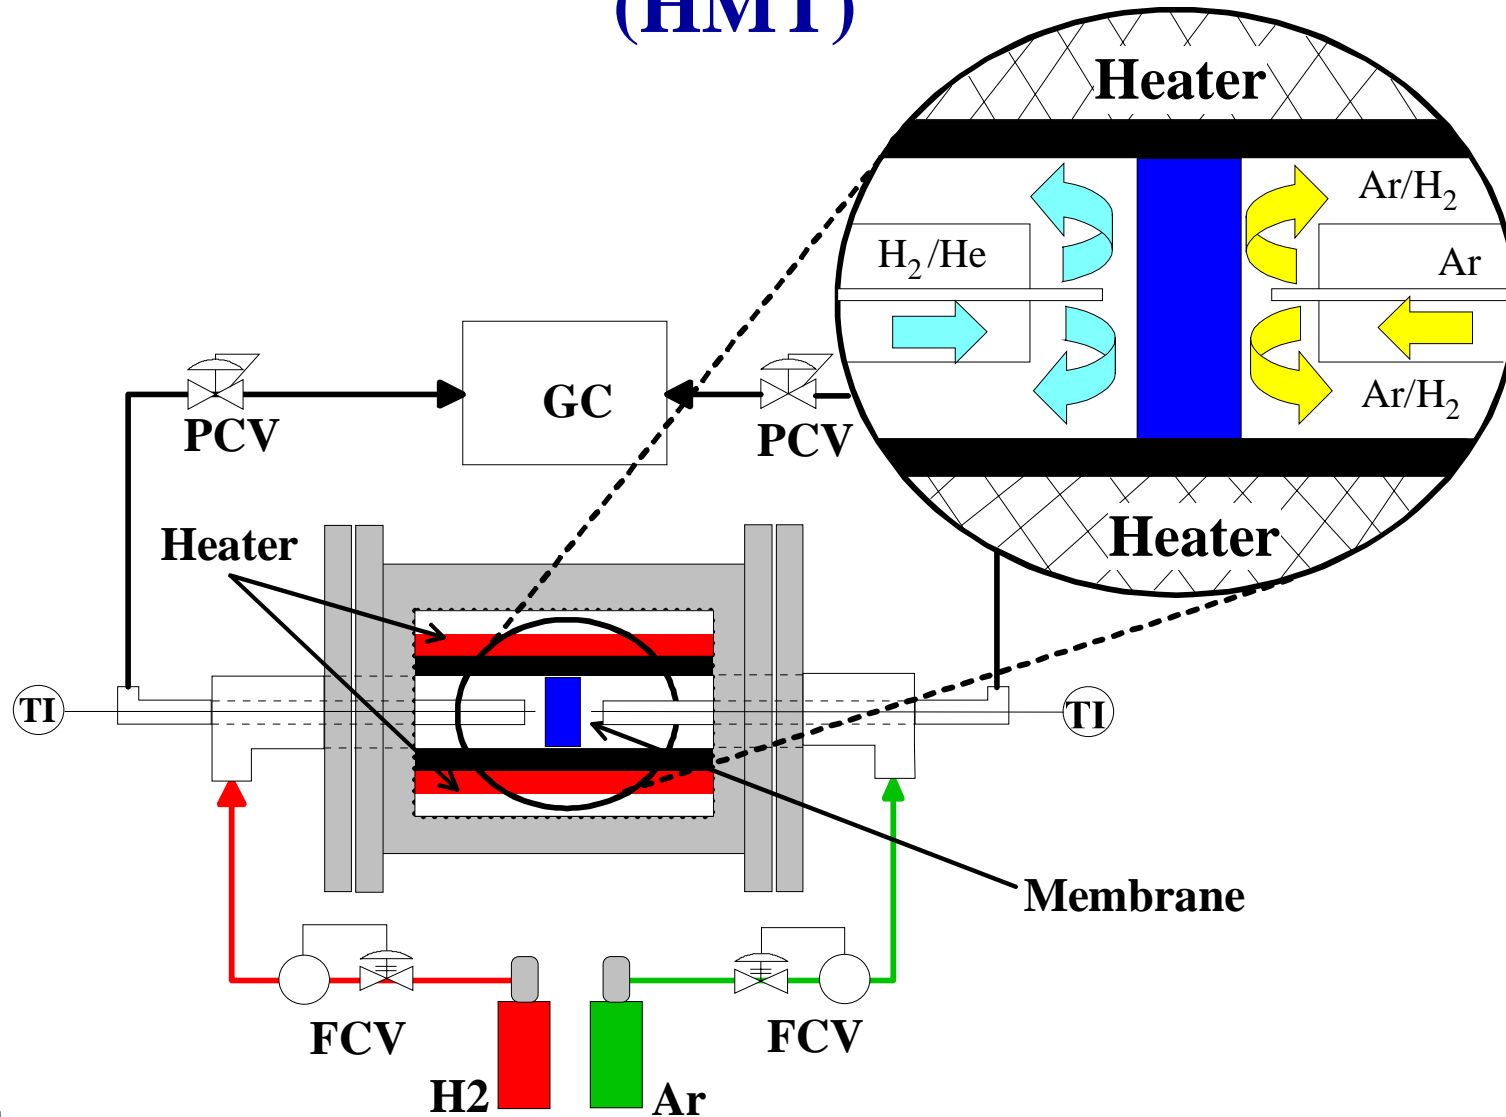 (HMT)
Heater
Ar/H2
H2/He
Ar
GC
PCV
PCV
Ar/H2
Heater
Heater
TI
TI
Membrane
FCV
FCV
H2
Ar